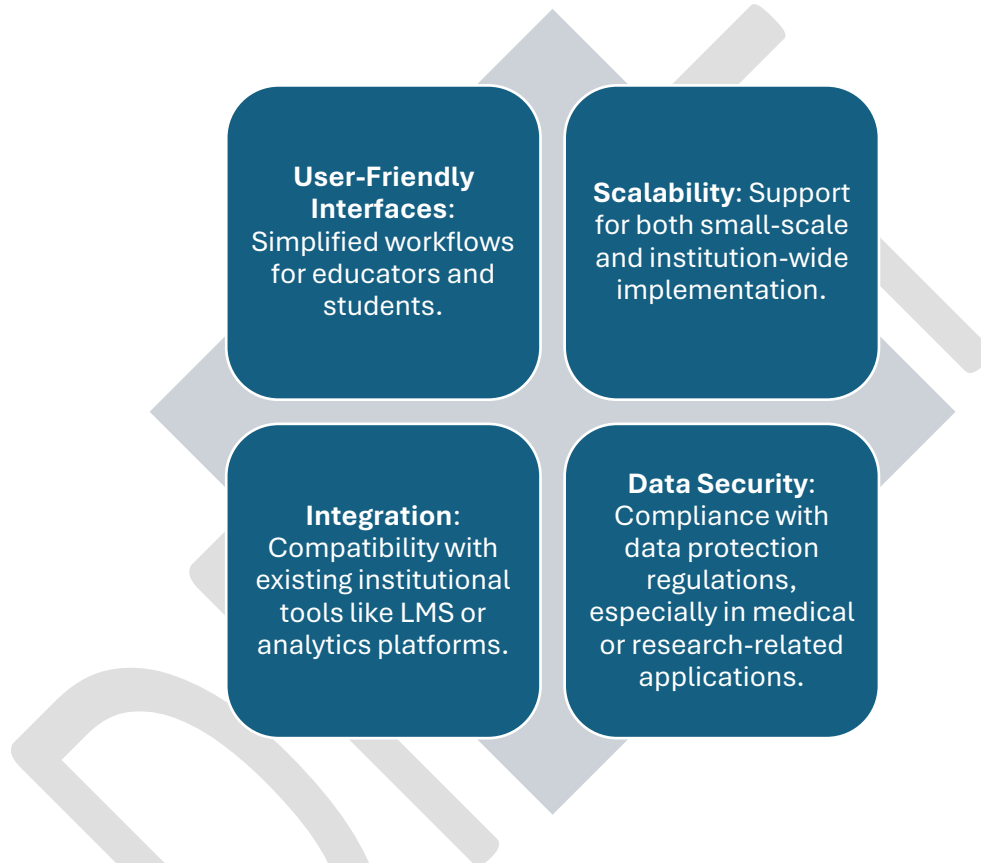 User-Friendly
Interfaces:
Simplified workflows
for educators and
students.
Scalability: Support
for both small-scale
and institution-wide
implementation.
Integration:
Compatibility with
existing institutional
tools like LMS or
analytics platforms.
Data Security:
Compliance with
data protection
regulations,
especially in medical
or research-related
applications.